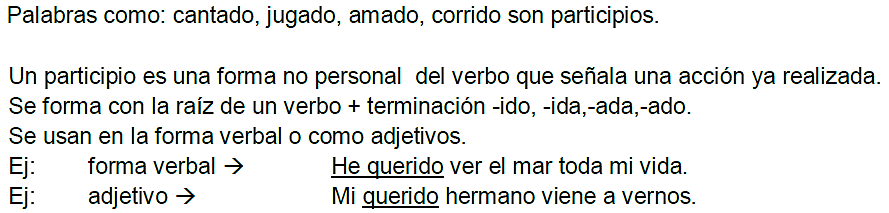 Palabras como: cantado, jugado, amado, corrido son participios.
Un participio es una forma no personal  del verbo que señala una acción ya realizada.
Se forma con la raíz de un verbo + terminación -ido, -ida,-ada,-ado.
Se usan en la forma verbal o como adjetivos.
Ej: forma verbal → He querido ver el mar toda mi vida.
Ej: adjetivo → Mi querido hermano viene a vernos.